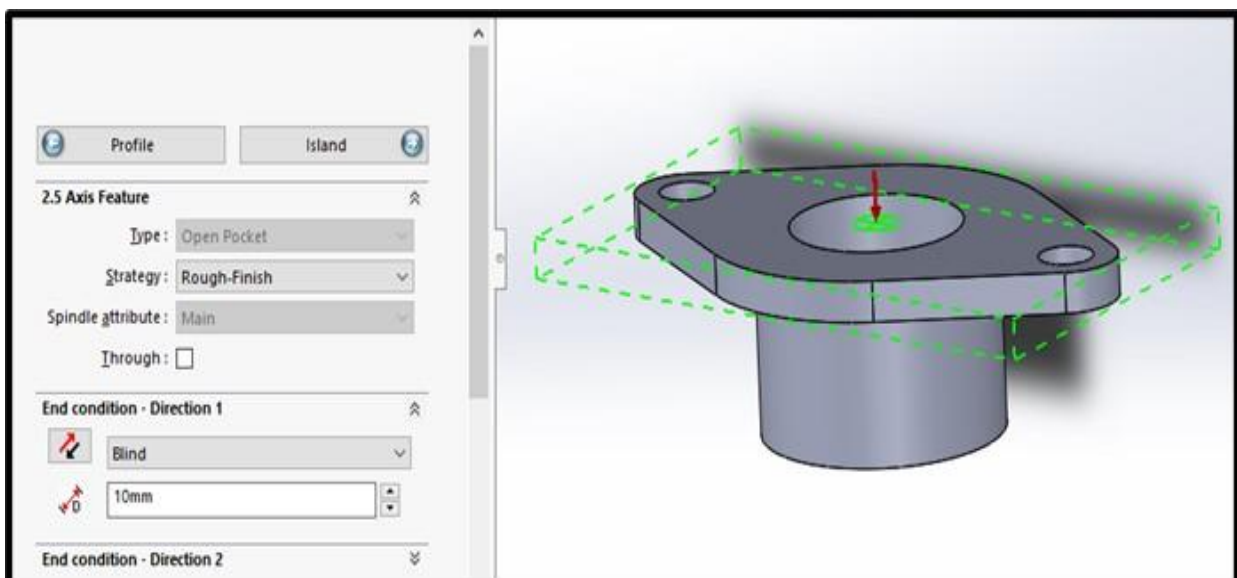 Profile
Island
2.5 Axis Feature
Type : Open Pocket
Strategy : Rough-Finish
Spindle attribute : Main
Through :
End condition - Direction 1
Blind
D 10mm
End condition - Direction 2